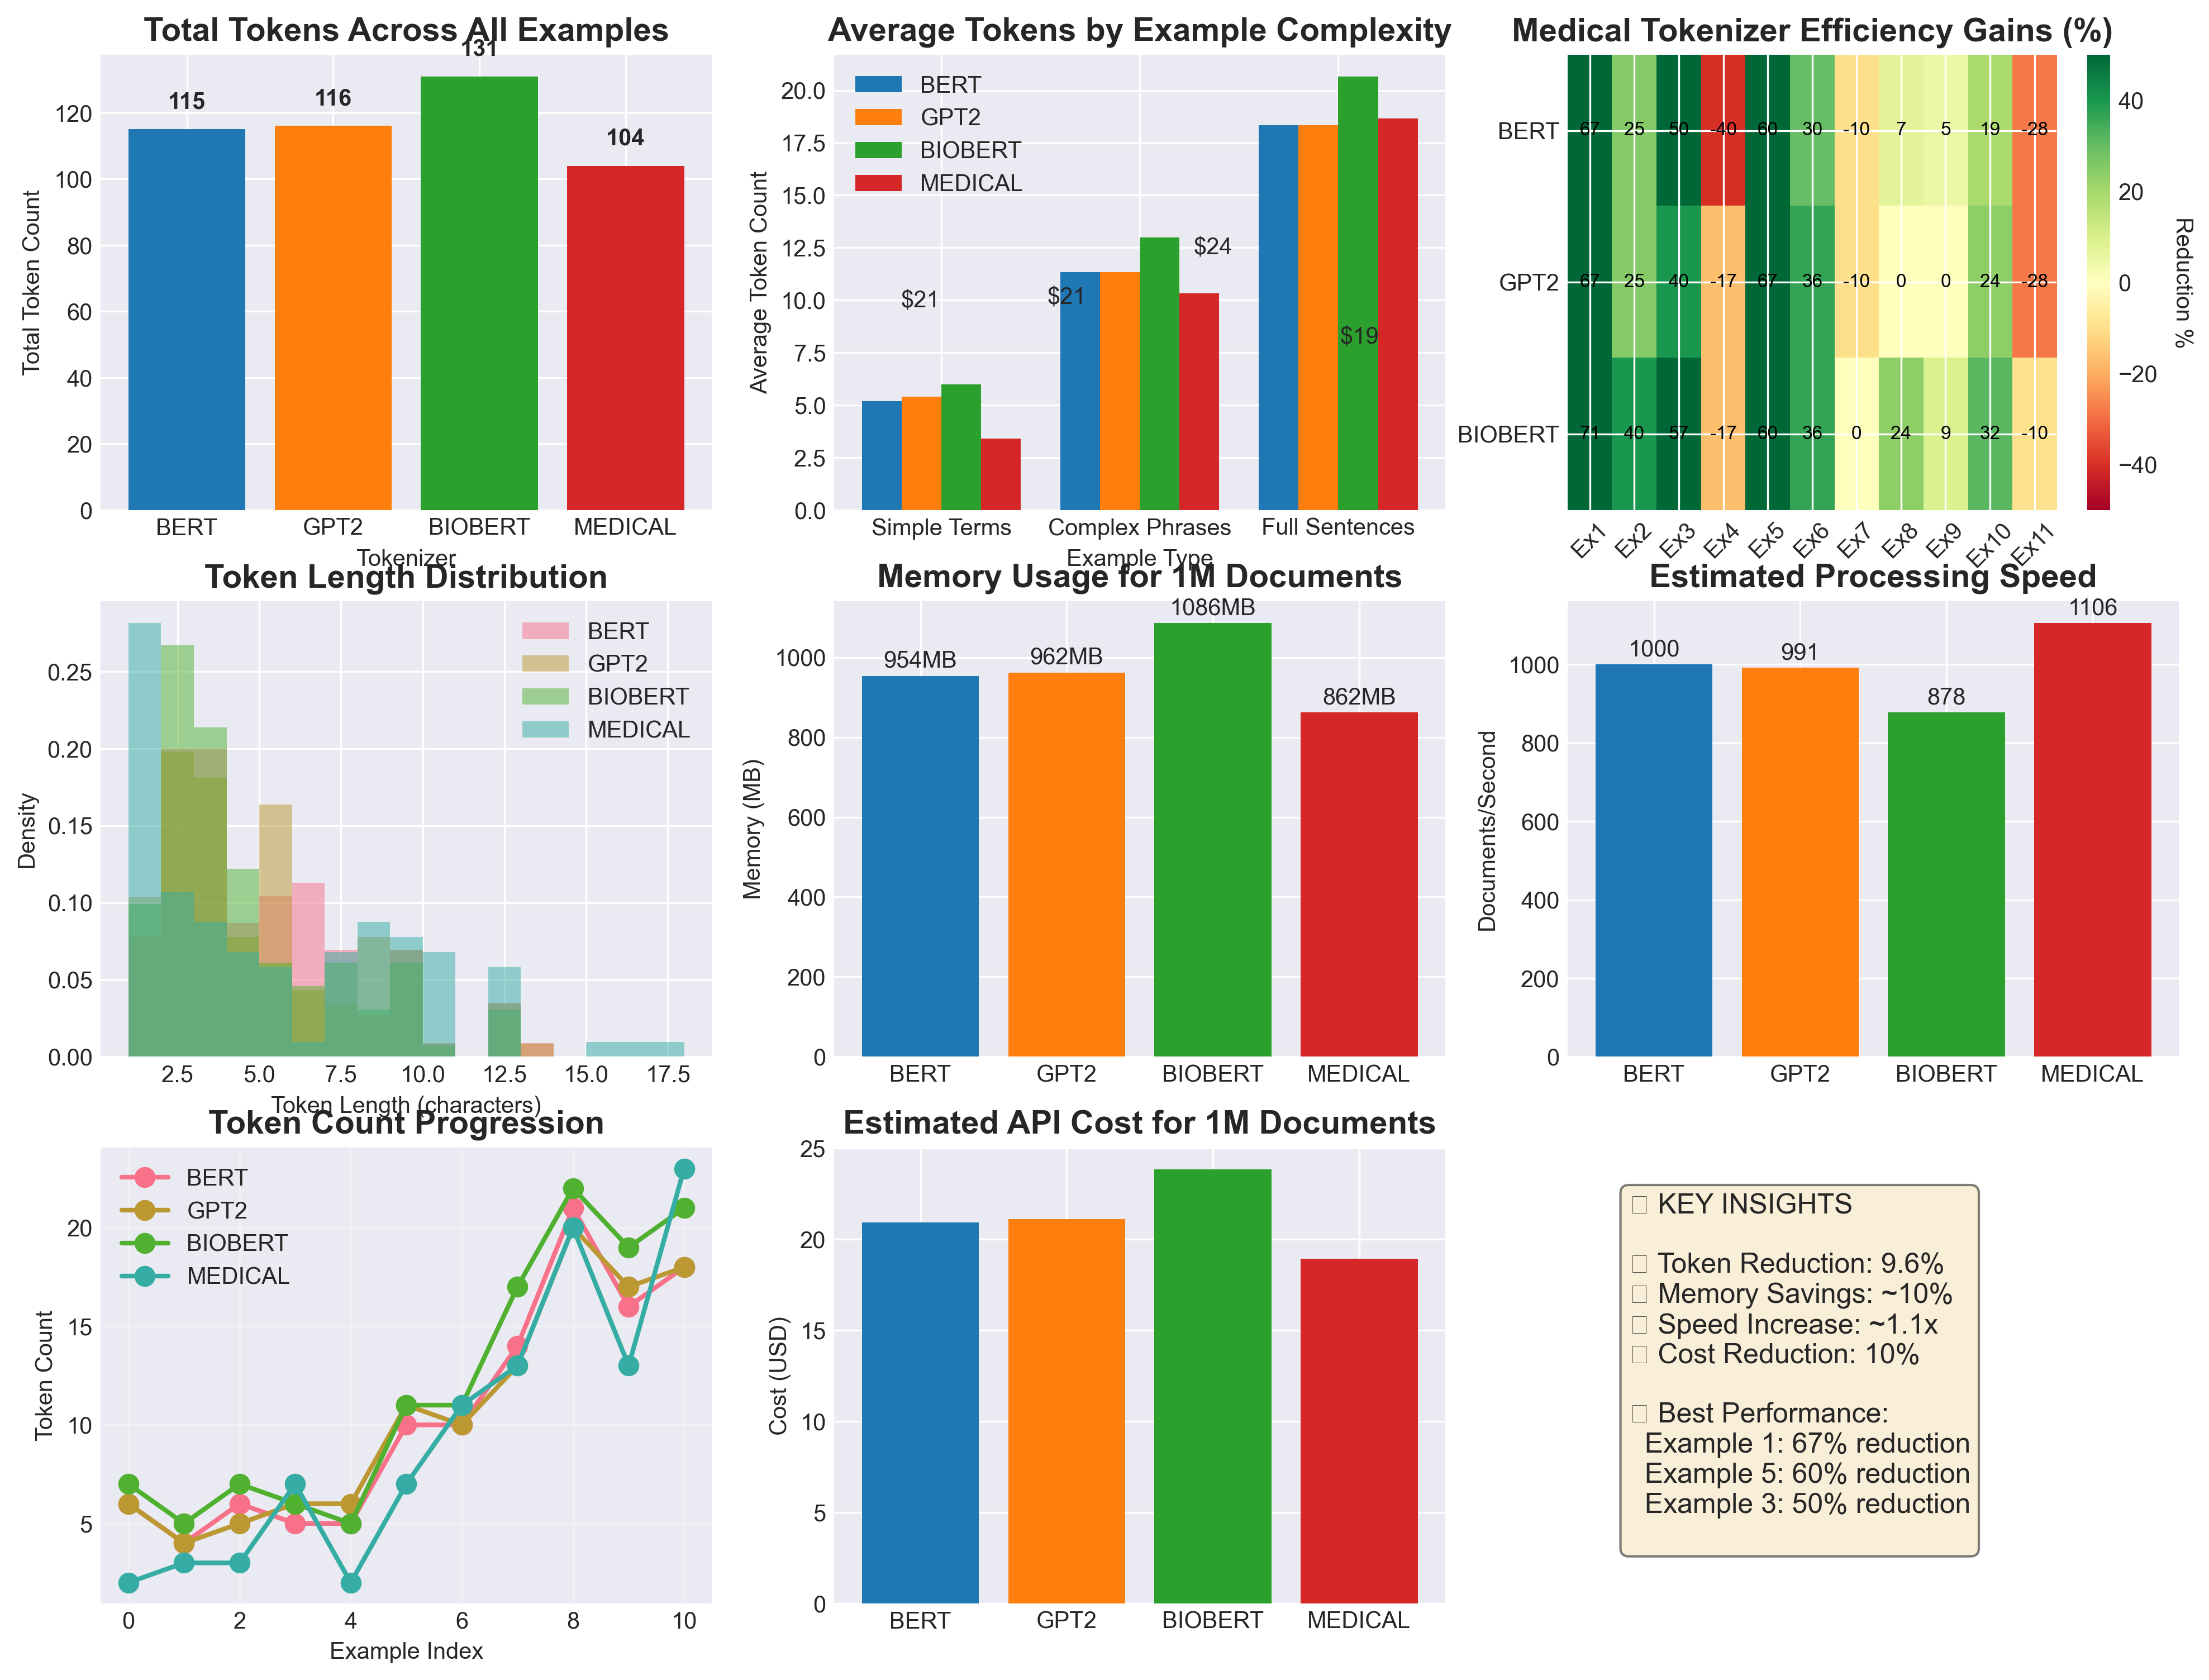 Total Tokens Across All Examples
131
115
116
104
Total Token Count
120
100
80
60
40
20
0
BERT
GPT2
BIOBERT
MEDICAL
Tokenizer
Average Tokens by Example Complexity
BERT
GPT2
BIOBERT
MEDICAL
$21
$21
$24
$19
Average Token Count
20.0
17.5
15.0
12.5
10.0
7.5
5.0
2.5
0.0
Simple Terms
Complex Phrases
Full Sentences
Example Type
Medical Tokenizer Efficiency Gains (%)
BERT 67 25 50 -40 60 30 -10 7 5 19 -28
GPT2 67 25 40 -17 67 36 -10 0 0 24 -28
BIOBERT 71 40 57 -17 60 36 0 24 9 32 -10
Ex1 Ex2 Ex3 Ex4 Ex5 Ex6 Ex7 Ex8 Ex9 Ex10 Ex11
40
20
0
−20
−40
Reduction %
Token Length Distribution
BERT
GPT2
BIOBERT
MEDICAL
Density
0.25
0.20
0.15
0.10
0.05
0.00
2.5 5.0 7.5 10.0 12.5 15.0 17.5
Token Length (characters)
Memory Usage for 1M Documents
954MB
962MB
1086MB
862MB
Memory (MB)
1000
800
600
400
200
0
BERT
GPT2
BIOBERT
MEDICAL
Estimated Processing Speed
1000
991
878
1106
Documents/Second
1000
800
600
400
200
0
BERT
GPT2
BIOBERT
MEDICAL
Token Count Progression
BERT
GPT2
BIOBERT
MEDICAL
Token Count
20
15
10
5
0 2 4 6 8 10
Example Index
Estimated API Cost for 1M Documents
Cost (USD)
25
20
15
10
5
0
BERT
GPT2
BIOBERT
MEDICAL
KEY INSIGHTS
Token Reduction: 9.6%
Memory Savings: ~10%
Speed Increase: ~1.1x
Cost Reduction: 10%
Best Performance:
Example 1: 67% reduction
Example 5: 60% reduction
Example 3: 50% reduction